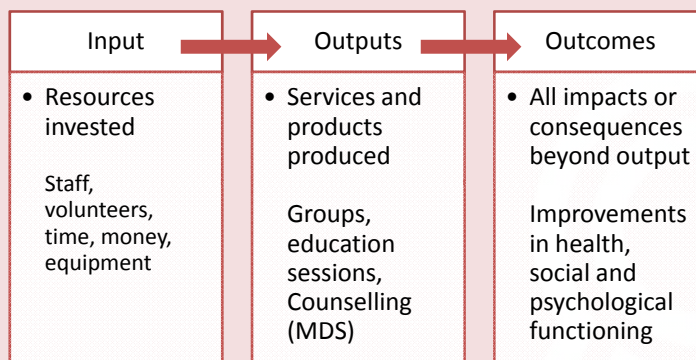 Input
• Resources
invested
Staff,
volunteers,
time, money,
equipment
Outputs
• Services and
products
produced
Groups,
education
sessions,
Counselling
(MDS)
Outcomes
• All impacts or
consequences
beyond output
Improvements
in health,
social and
psychological
functioning